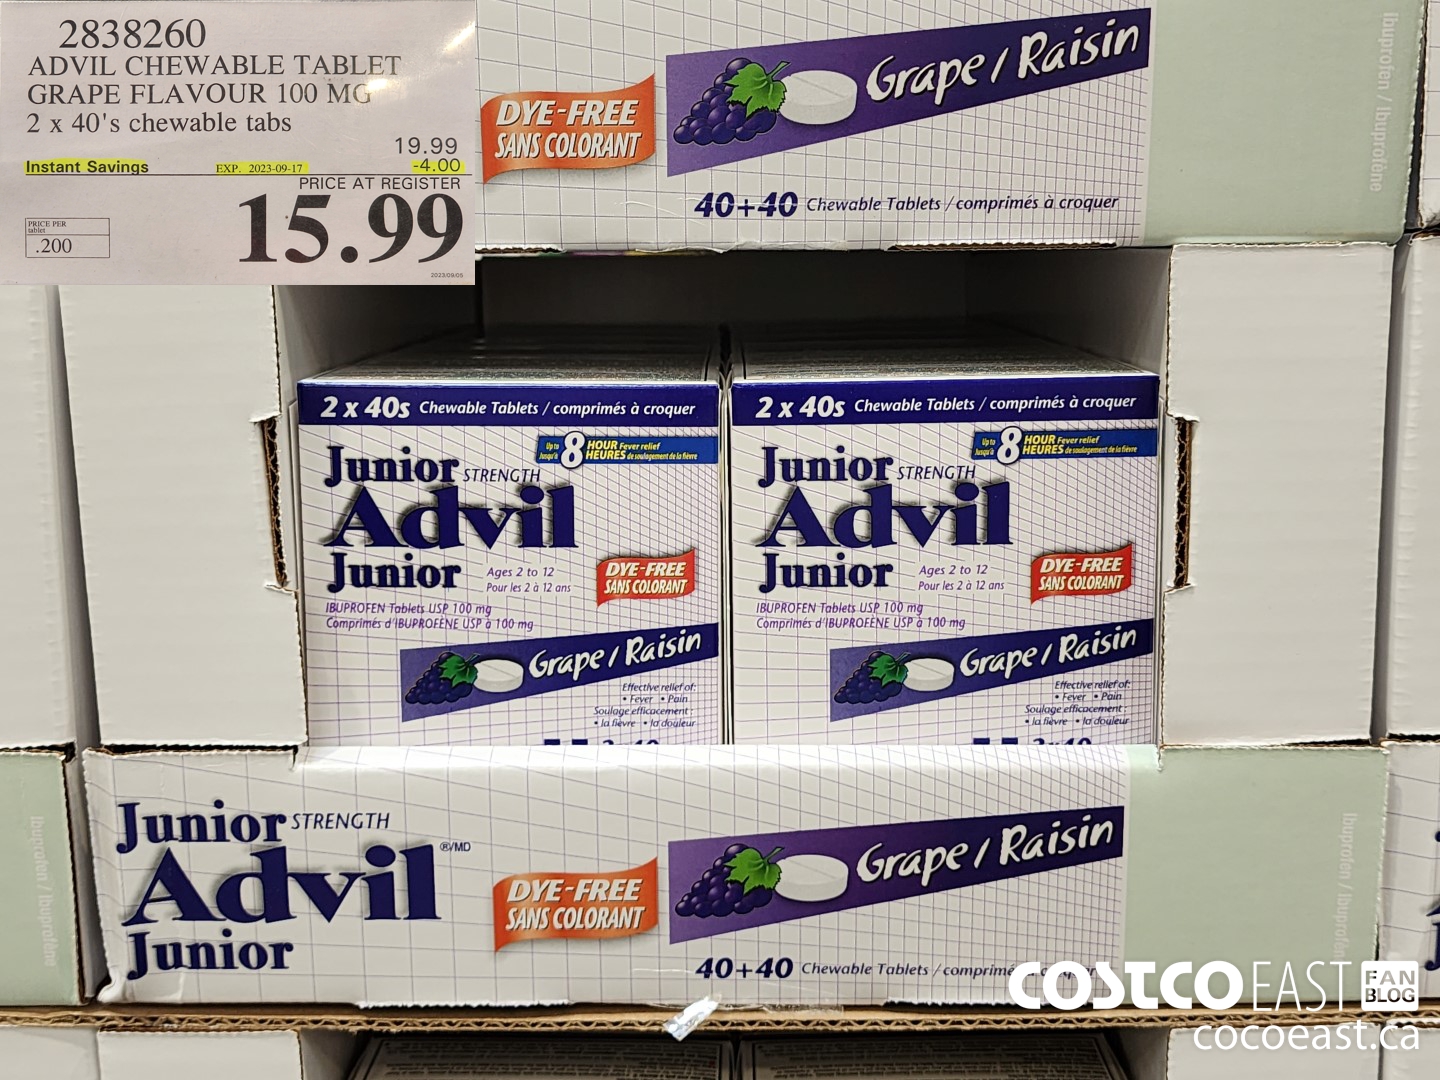 2838260
ADVIL CHEWABLE TABLET
GRAPE FLAVOUR 100 MG
2 x 40's chewable tabs
19.99
Instant Savings EXP. 2023-09-17 -4.00
PRICE AT REGISTER
15.99
PRICE PER
tablet
.200
2023/09/05
DYE-FREE
SANS COLORANT
Grape / Raisin
40+40 Chewable Tablets / comprimés à croquer
Ibuprofen / Ibuprofène
2 x 40s Chewable Tablets / comprimés à croquer
Up to
Jusqu'à
8
HOUR Fever relief
HEURES de soulagement de la fièvre
Junior STRENGTH
Advil
Junior
Ages 2 to 12
Pour les 2 à 12 ans
DYE-FREE
SANS COLORANT
IBUPROFEN Tablets USP 100 mg
Comprimés d'IBUPROFÈNE USP à 100 mg
Grape / Raisin
Effective relief of:
• Fever • Pain
Soulage efficacement :
• la fièvre • la douleur
2 x 40s Chewable Tablets / comprimés à croquer
Up to
Jusqu'à
8
HOUR Fever relief
HEURES de soulagement de la fièvre
Junior STRENGTH
Advil
Junior
Ages 2 to 12
Pour les 2 à 12 ans
DYE-FREE
SANS COLORANT
IBUPROFEN Tablets USP 100 mg
Comprimés d'IBUPROFÈNE USP à 100 mg
Grape / Raisin
Effective relief of:
• Fever • Pain
Soulage efficacement :
• la fièvre • la douleur
Ibuprofen / Ibuprofène
Junior STRENGTH
Advil ®/MD
Junior
DYE-FREE
SANS COLORANT
Grape / Raisin
40+40 Chewable Tablets / comprimés à croquer
Ibuprofen / Ibuprofène
COSTCO EAST FAN
BLOG
cocoeast.ca